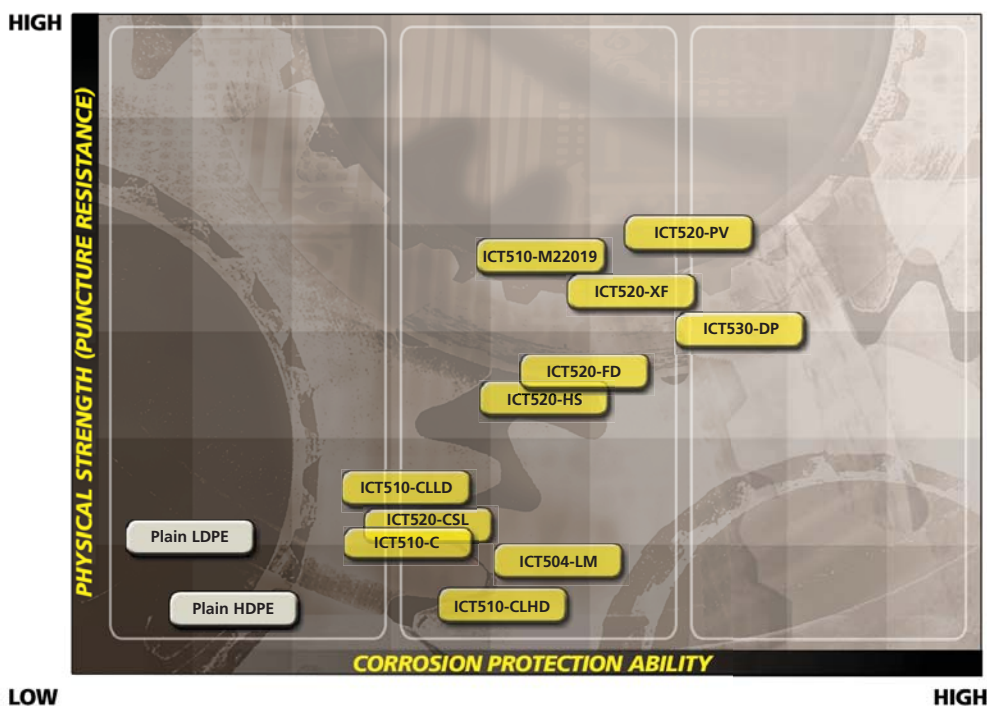 HIGH
PHYSICAL STRENGTH (PUNCTURE RESISTANCE)
ICT520-PV
ICT510-M22019
ICT520-XF
ICT530-DP
ICT520-FD
ICT520-HS
ICT510-CLLD
ICT520-CSL
Plain LDPE
ICT510-C
ICT504-LM
Plain HDPE
ICT510-CLHD
CORROSION PROTECTION ABILITY
LOW
HIGH